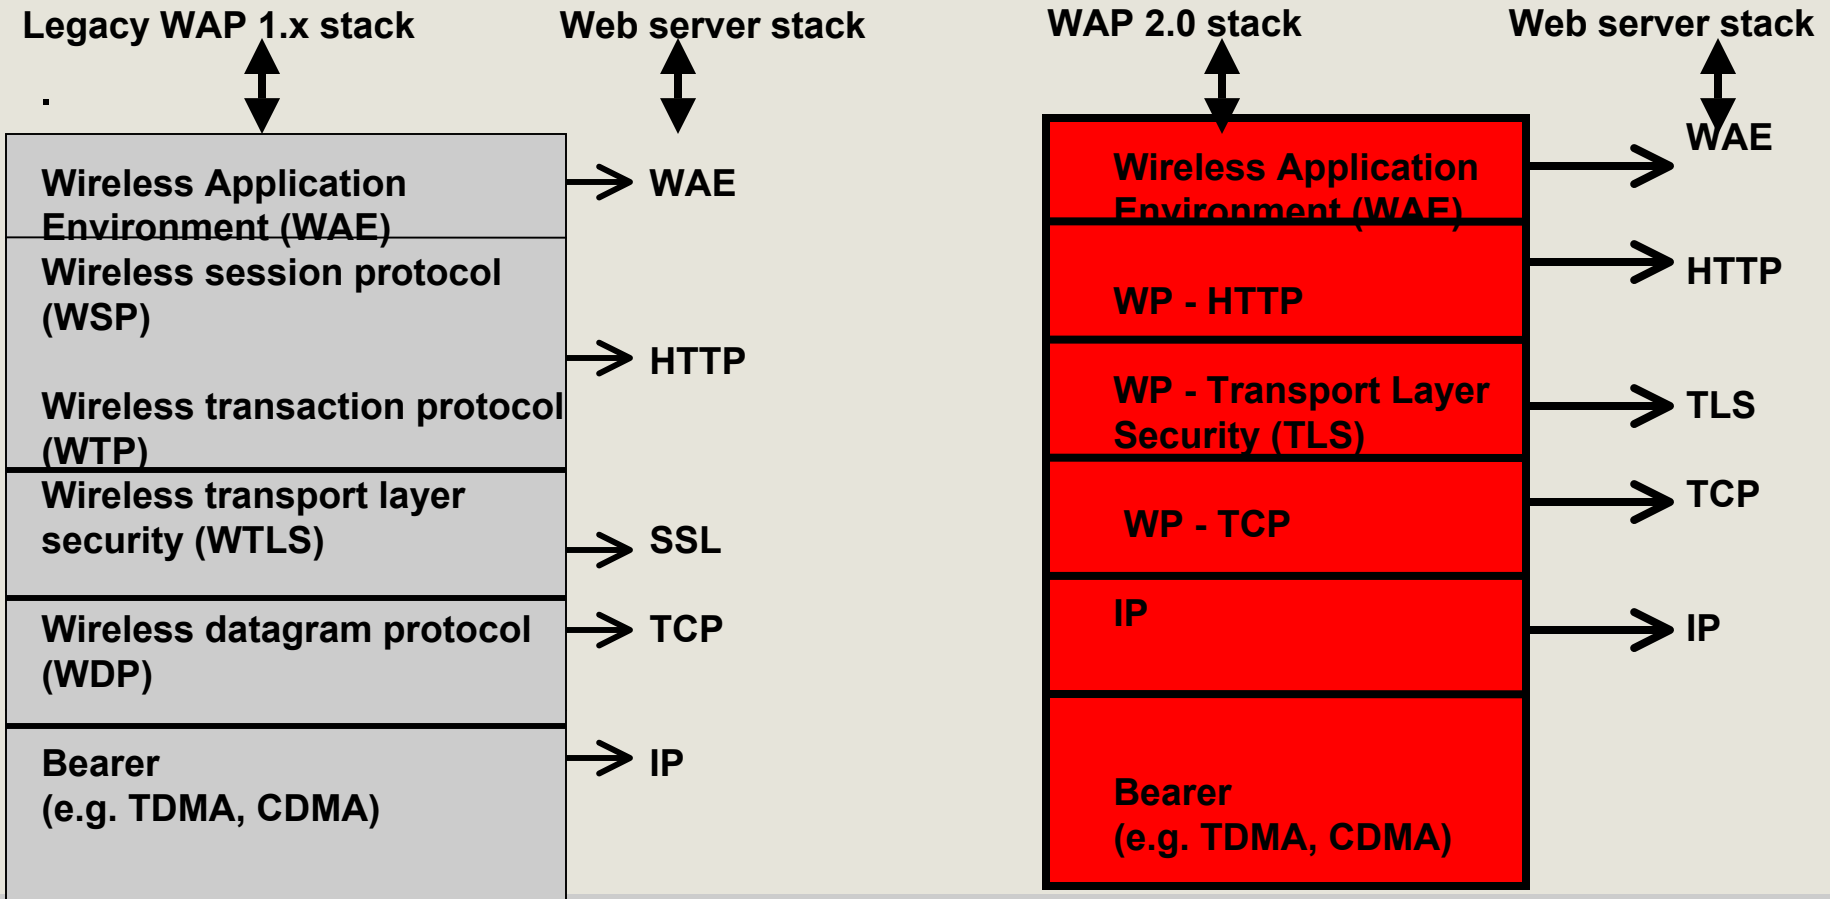 Legacy WAP 1.x stack
Web server stack
Wireless Application
Environment (WAE)
WAE
Wireless session protocol
(WSP)
HTTP
Wireless transaction protocol
(WTP)
Wireless transport layer
security (WTLS)
SSL
Wireless datagram protocol
(WDP)
TCP
Bearer
(e.g. TDMA, CDMA)
IP
WAP 2.0 stack
Web server stack
Wireless Application
Environment (WAE)
WAE
WP - HTTP
HTTP
WP - Transport Layer
Security (TLS)
TLS
WP - TCP
TCP
IP
IP
Bearer
(e.g. TDMA, CDMA)